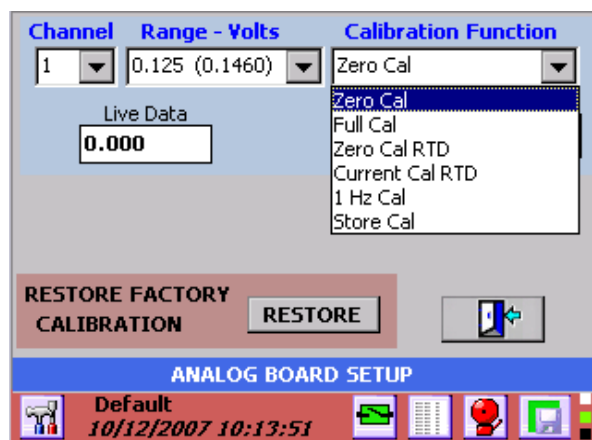 Channel Range - Volts Calibration Function
1 0.125 (0.1460) Zero Cal
Live Data
0.000
Zero Cal
Full Cal
Zero Cal RTD
Current Cal RTD
1 Hz Cal
Store Cal
RESTORE FACTORY
CALIBRATION
RESTORE
ANALOG BOARD SETUP
Default
10/12/2007 10:13:51